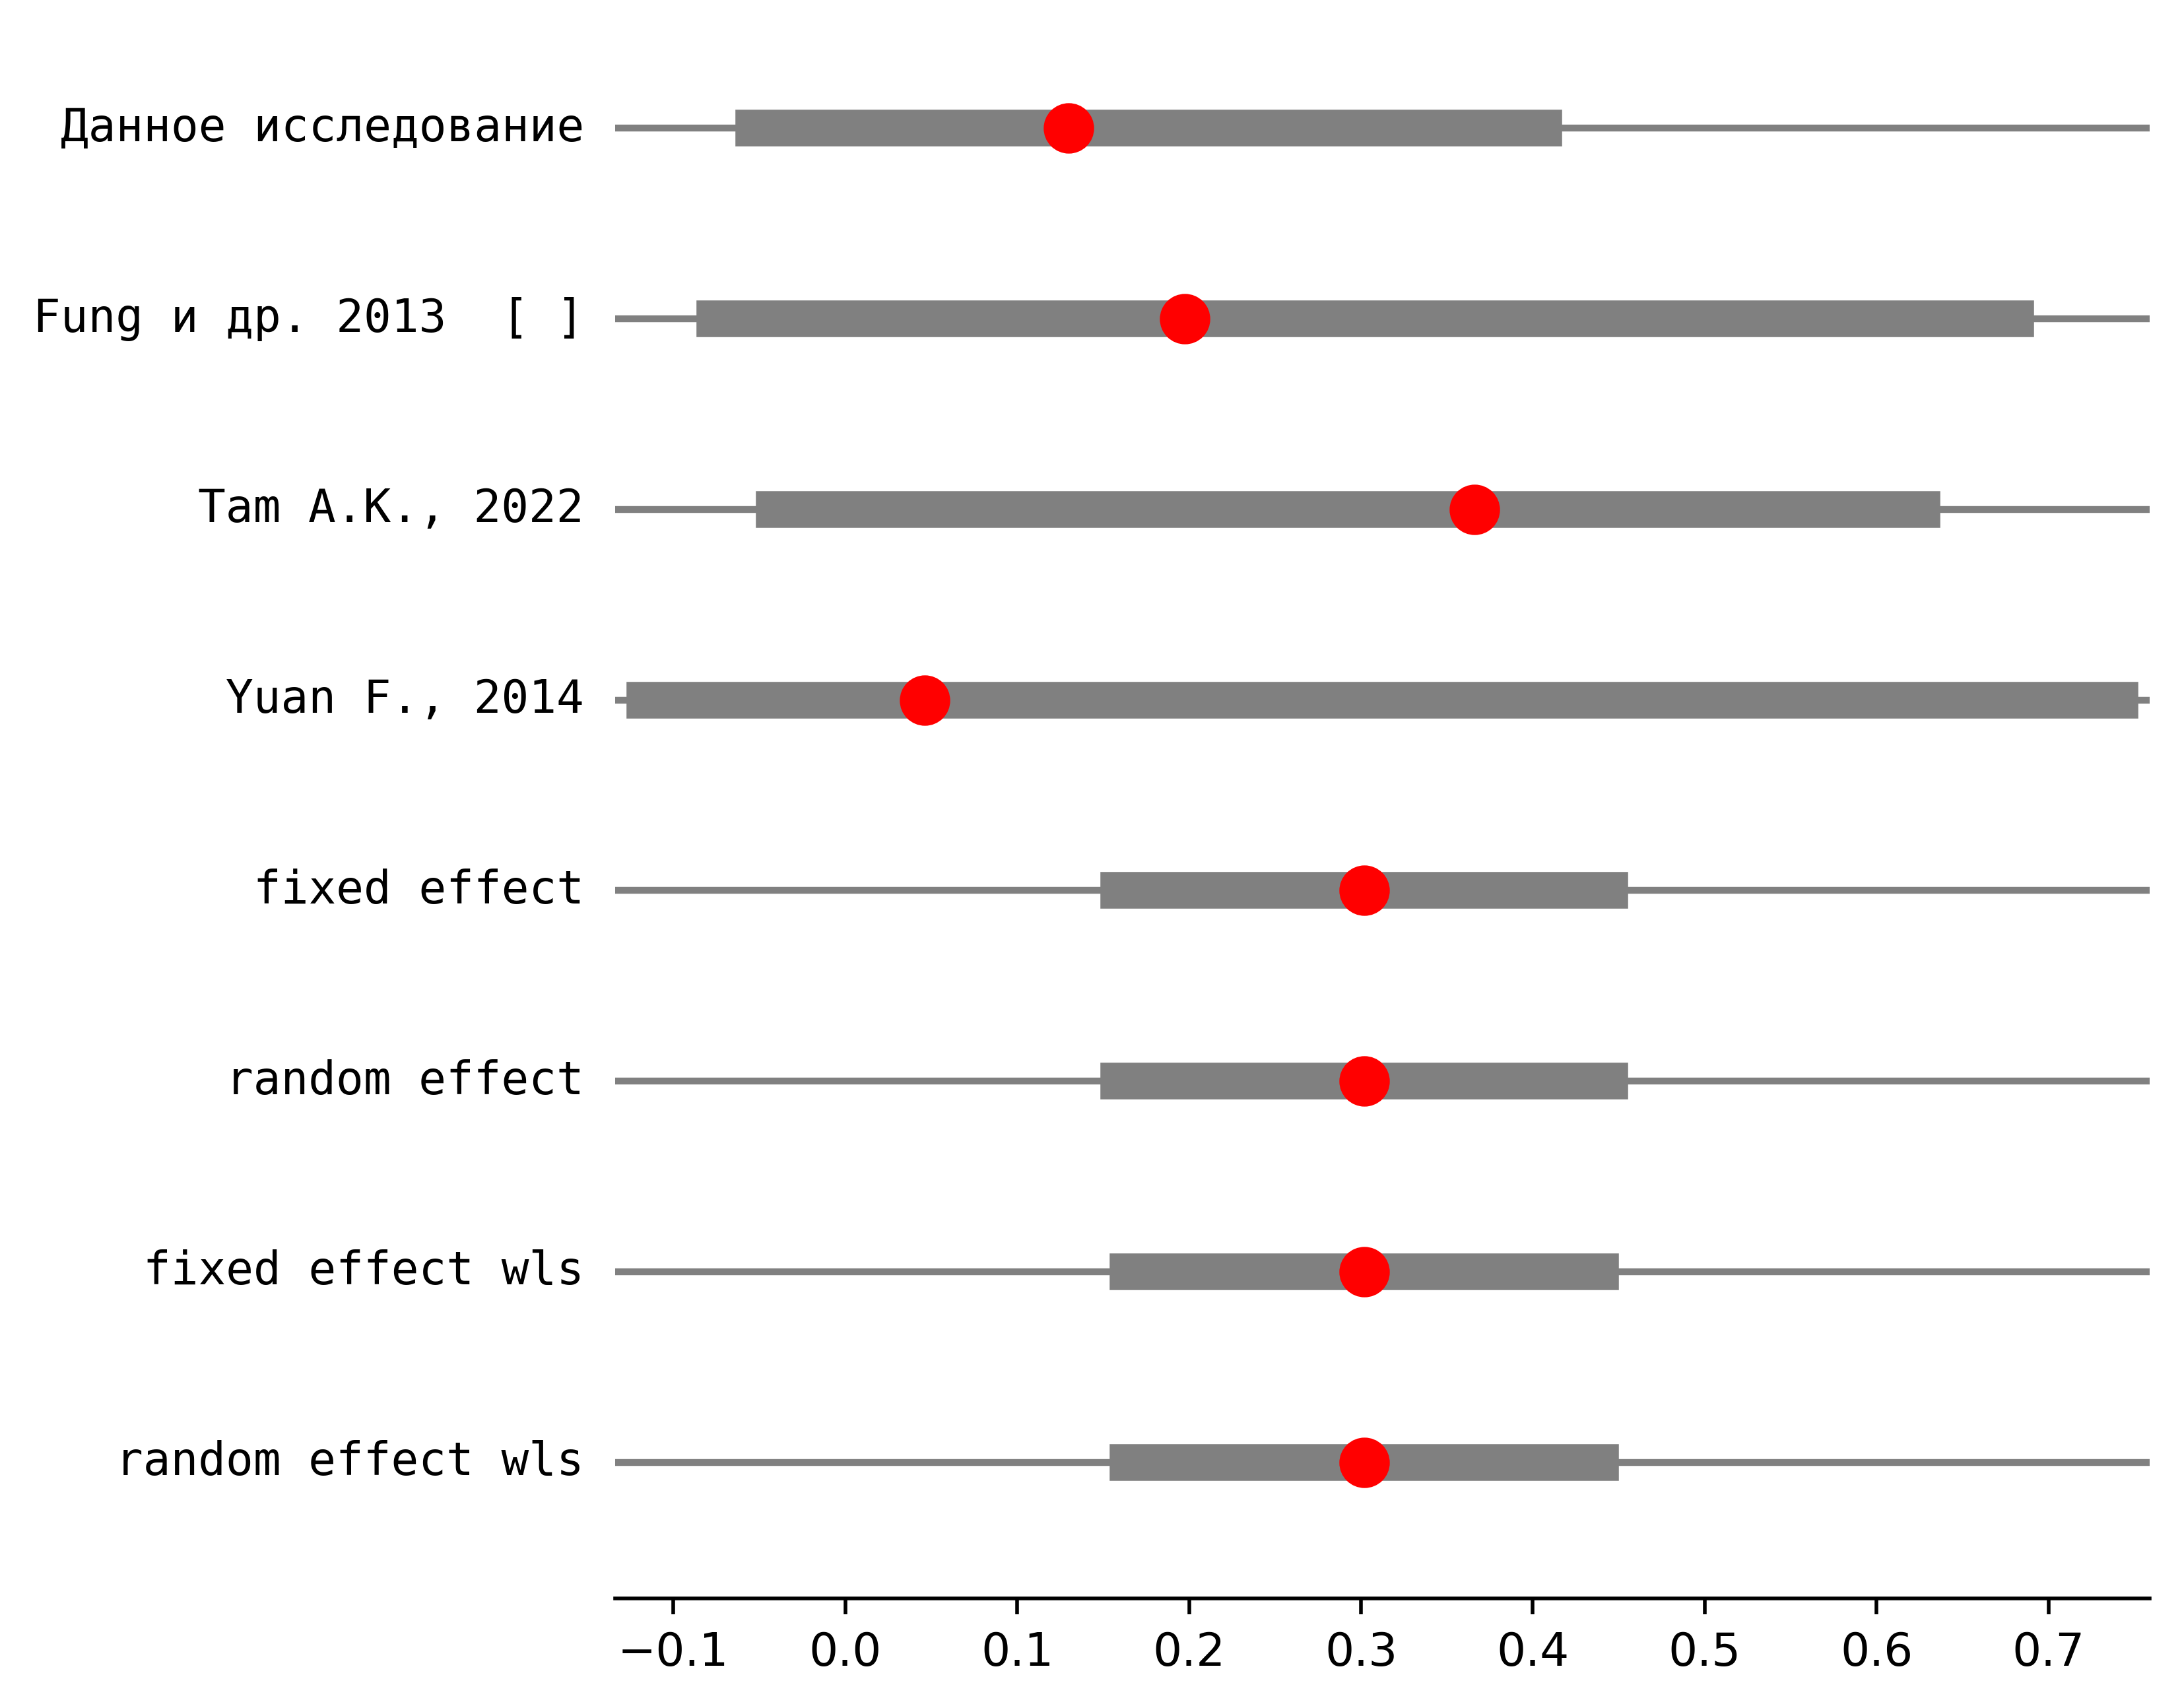 Данное исследование
Fung и др. 2013  [ ]
Tam A.K., 2022
Yuan F., 2014
fixed effect
random effect
fixed effect wls
random effect wls
−0.1 0.0 0.1 0.2 0.3 0.4 0.5 0.6 0.7